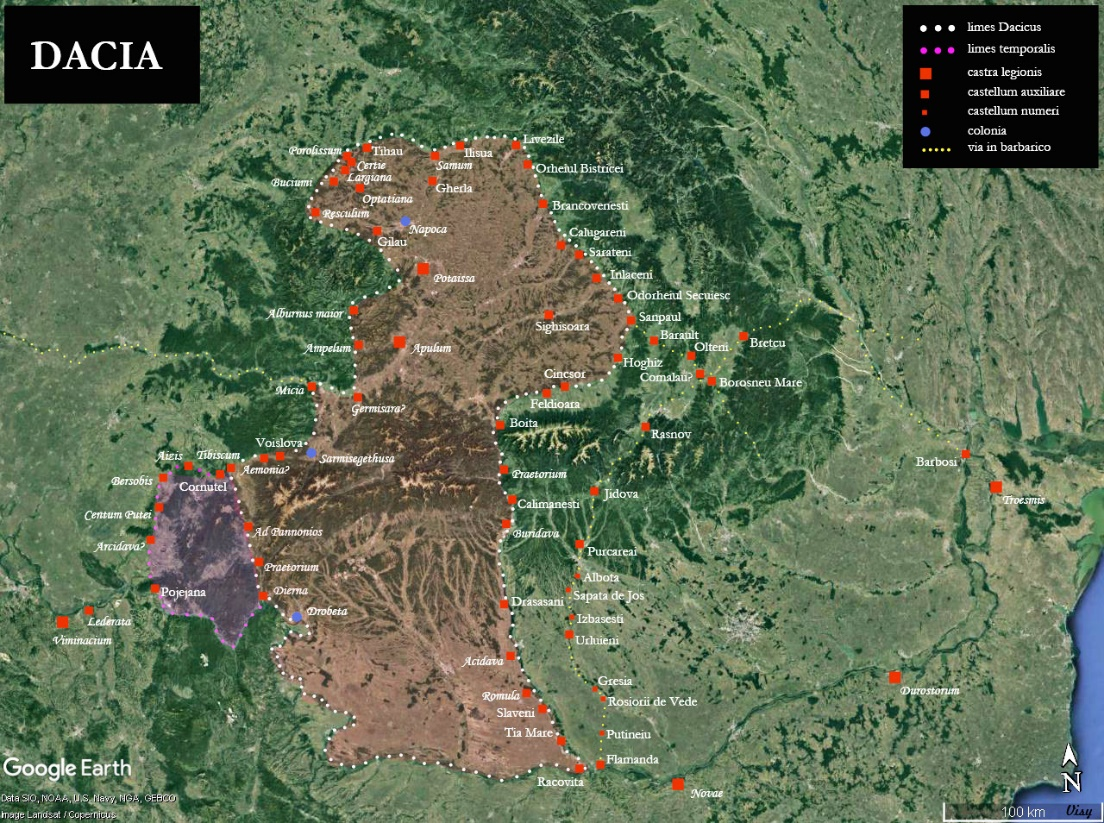 DACIA
limes Dacicus
limes temporalis
castra legionis
castellum auxiliare
castellum numeri
colonia
via in barbarico
Livezile
Porolissum
Tihau
Ilisua
Certie
Samum
Orheiul Bistricei
Largiana
Buciumi
Gherla
Optatiana
Brancovenesti
Resculum
Napoca
Calugareni
Gilau
Sarateni
Potaissa
Inlaceni
Odorheiul Secuiesc
Alburnus maior
Sanpaul
Sighisoara
Barault
Bretcu
Ampelum
Apulum
Olteni
Hoghiz
Cincsor
Comalau?
Borosneu Mare
Micia
Feldioara
Germisara?
Boita
Rasnov
Voislova
Aizis
Tibiscum
Sarmisegethusa
Barbosi
Aemonia?
Bersobis
Cornutel
Praetorium
Jidova
Troesmis
Calimanesti
Centum Putei
Ad Pannonios
Buridava
Arcidava?
Purcareai
Praetorium
Albota
Pojejana
Dierna
Sapata de Jos
Drasasani
Drobeta
Lederata
Izbasesti
Viminacium
Urluieni
Acidava
Gresia
Durostorum
Romula
Rosiorii de Vede
Slaveni
Tia Mare
Putineiu
Flamanda
Racovita
Novae
N
Google Earth
Data SIO, NOAA, U.S. Navy, NGA, GEBCO
Image Landsat / Copernicus
100 km
Visy